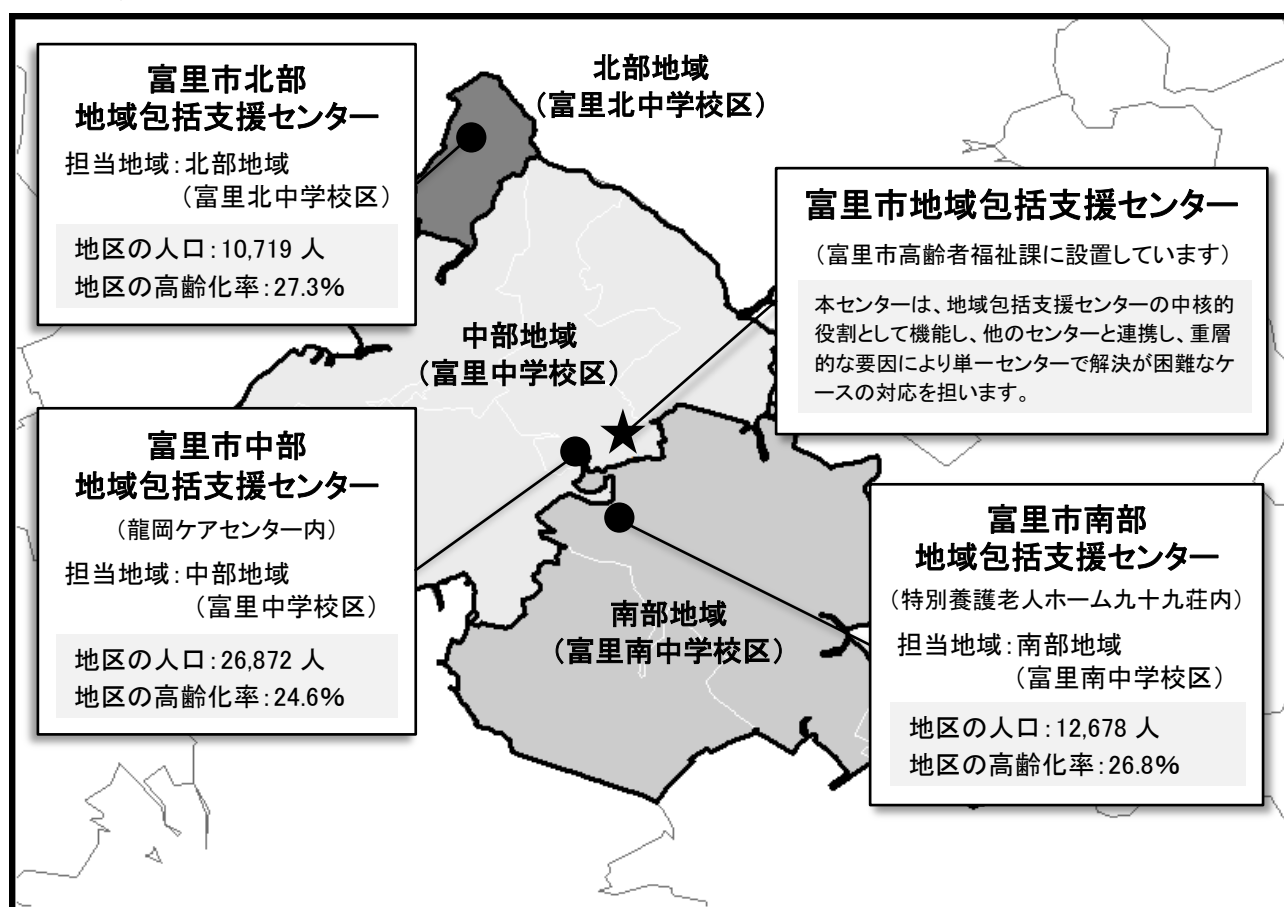 富里市北部
地域包括支援センター
担当地域：北部地域
（富里北中学校区）
地区の人口：10,719 人
地区の高齢化率：27.3%
北部地域
（富里北中学校区）
富里市地域包括支援センター
（富里市高齢者福祉課に設置しています）
本センターは、地域包括支援センターの中核的
役割として機能し、他のセンターと連携し、重層
的な要因により単一センターで解決が困難なケ
ースの対応を担います。
中部地域
（富里中学校区）
富里市中部
地域包括支援センター
（龍岡ケアセンター内）
担当地域：中部地域
（富里中学校区）
地区の人口：26,872 人
地区の高齢化率：24.6%
南部地域
（富里南中学校区）
富里市南部
地域包括支援センター
（特別養護老人ホーム九十九荘内）
担当地域：南部地域
（富里南中学校区）
地区の人口：12,678 人
地区の高齢化率：26.8%